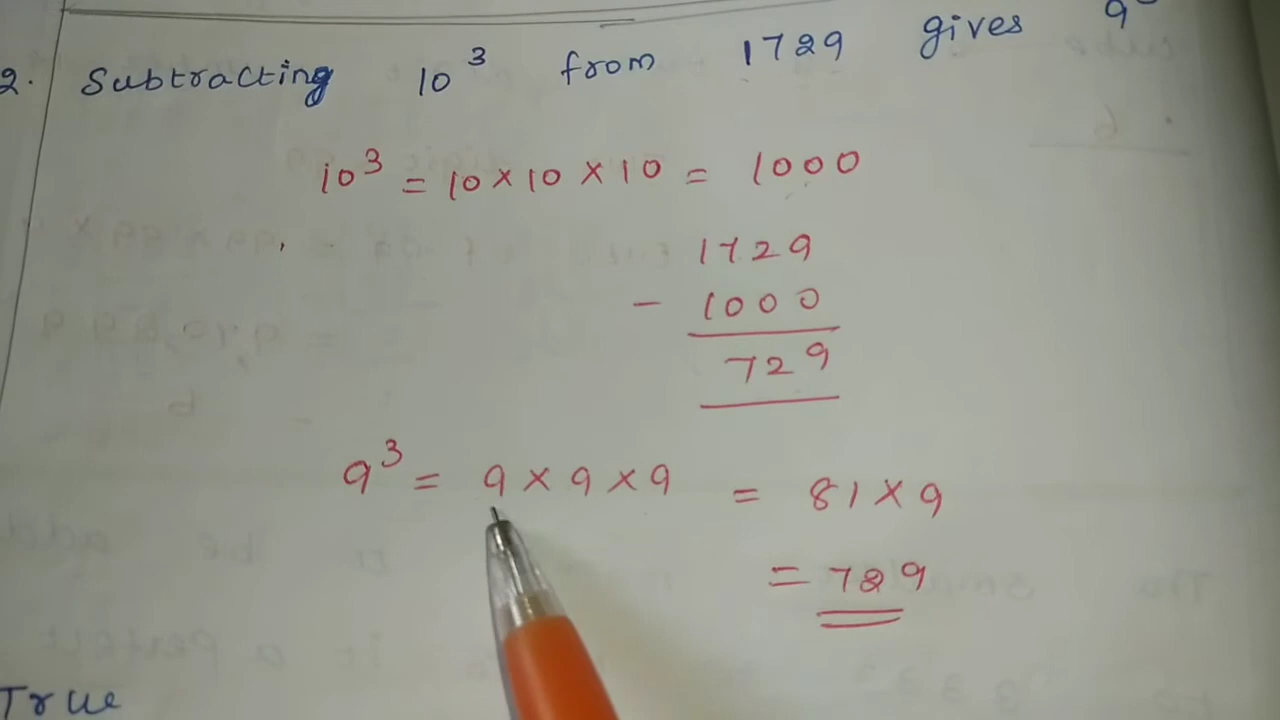 2. Subtracting 10³ from 1729 gives 9
10³ = 10 × 10 × 10 = 1000
1729
- 1000
729
9³ = 9 × 9 × 9 = 81 × 9
= 729
True